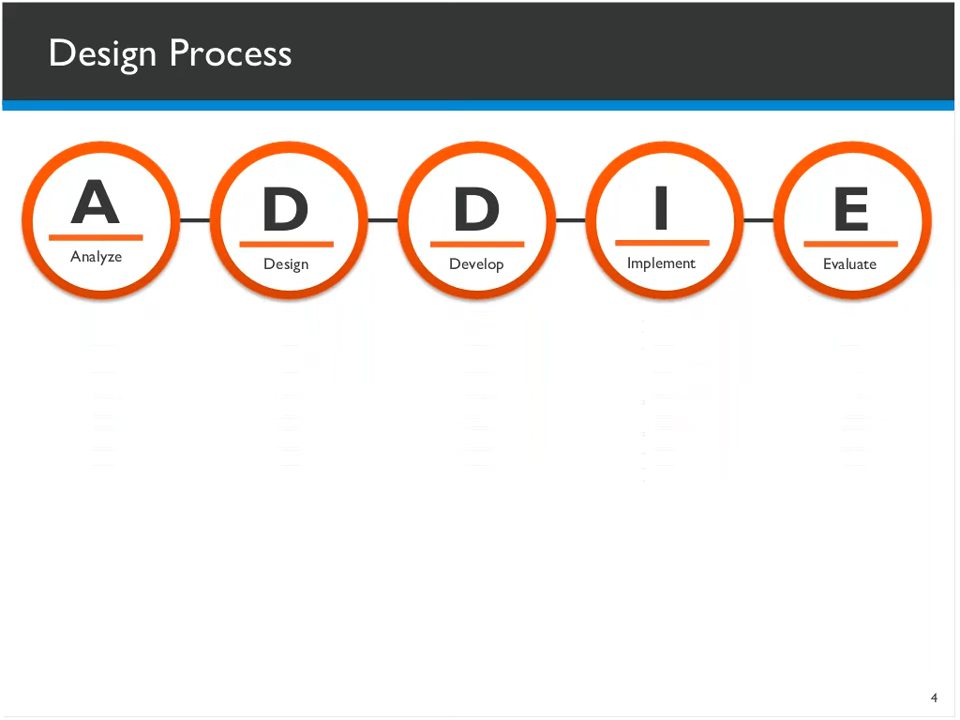 Design Process
A
Analyze
D
Design
D
Develop
I
Implement
E
Evaluate
4